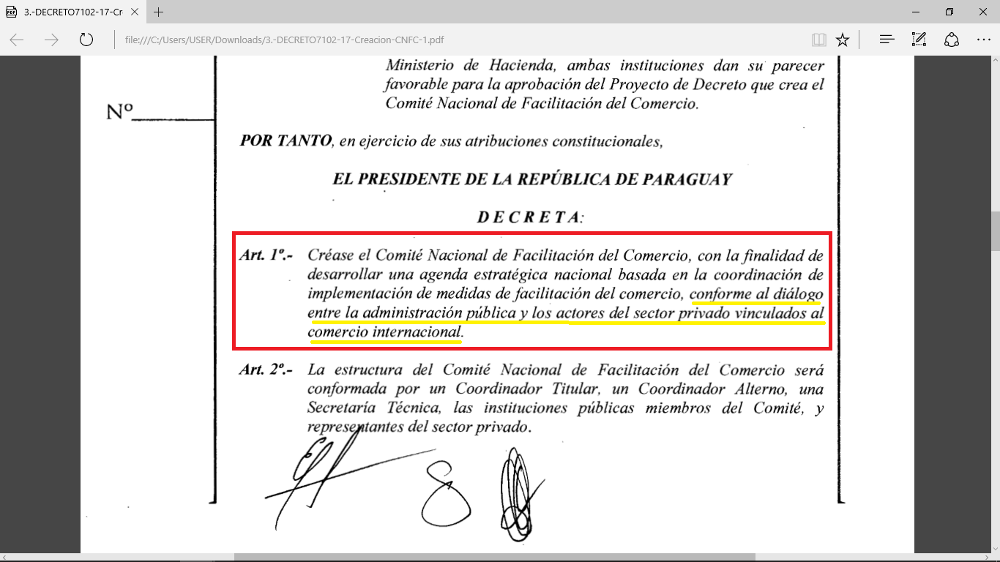 3.-DECRETO7102-17-Cr
file:///C:/Users/USER/Downloads/3.-DECRETO7102-17-Creacion-CNFC-1.pdf
Ministerio de Hacienda, ambas instituciones dan su parecer
favorable para la aprobación del Proyecto de Decreto que crea el
Comité Nacional de Facilitación del Comercio.
Nº
POR TANTO, en ejercicio de sus atribuciones constitucionales,
EL PRESIDENTE DE LA REPÚBLICA DE PARAGUAY
D E C R E T A:
Art. 1º.- Créase el Comité Nacional de Facilitación del Comercio, con la finalidad de
desarrollar una agenda estratégica nacional basada en la coordinación de
implementación de medidas de facilitación del comercio, conforme al diálogo
entre la administración pública y los actores del sector privado vinculados al
comercio internacional.
Art. 2º.- La estructura del Comité Nacional de Facilitación del Comercio será
conformada por un Coordinador Titular, un Coordinador Alterno, una
Secretaría Técnica, las instituciones públicas miembros del Comité, y
representantes del sector privado.